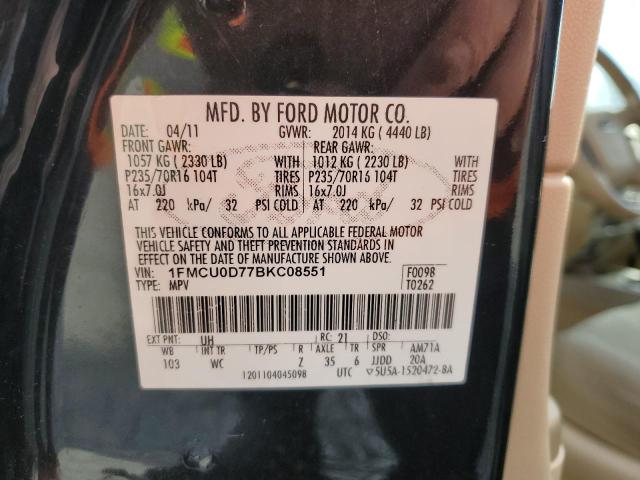 MFD. BY FORD MOTOR CO.
DATE: 04/11 GVWR: 2014 KG ( 4440 LB)
FRONT GAWR: REAR GAWR:
1057 KG ( 2330 LB) WITH 1012 KG ( 2230 LB) WITH
P235/70R16 104T TIRES P235/70R16 104T TIRES
16x7.0J RIMS 16x7.0J RIMS
AT 220 kPa/ 32 PSI COLD AT 220 kPa/ 32 PSI COLD
THIS VEHICLE CONFORMS TO ALL APPLICABLE FEDERAL MOTOR
VEHICLE SAFETY AND THEFT PREVENTION STANDARDS IN
EFFECT ON THE DATE OF MANUFACTURE SHOWN ABOVE.
VIN: 1FMCU0D77BKC08551 F0098
TYPE: MPV T0262
EXT PNT: UH RC: 21 DSO:
WB INT TR TP/PS R AXLE TR SPR AM71A
103 WC Z 35 6 JJDD 20A
1201104045098 UTC 5U5A-1520472-BA